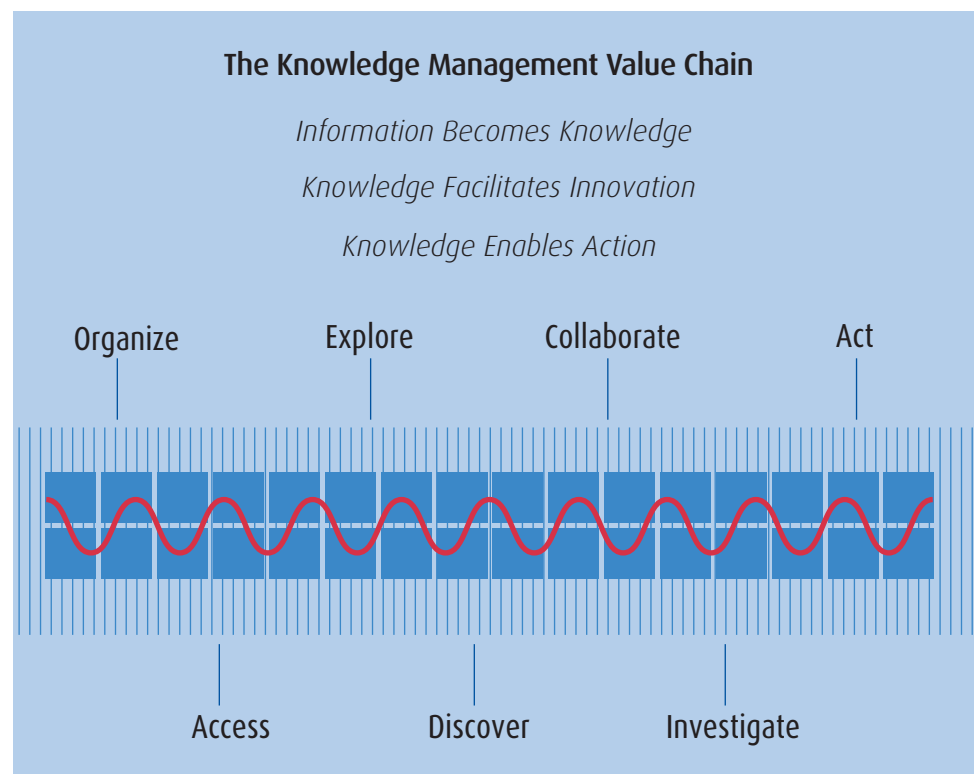 The Knowledge Management Value Chain
Information Becomes Knowledge
Knowledge Facilitates Innovation
Knowledge Enables Action
Organize Explore Collaborate Act
Access Discover Investigate